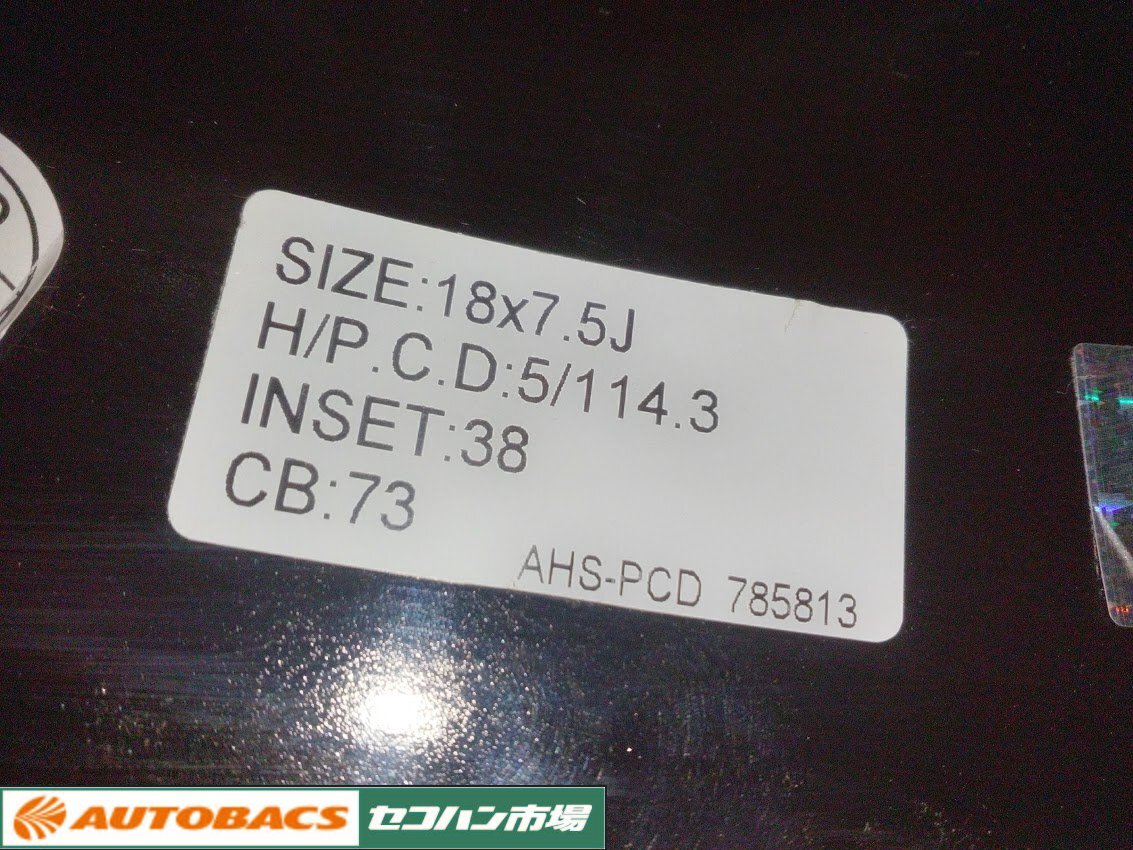 SIZE:18x7.5J
H/P.C.D:5/114.3
INSET:38
CB:73
AHS-PCD 785813
AUTOBACS セコハン市場